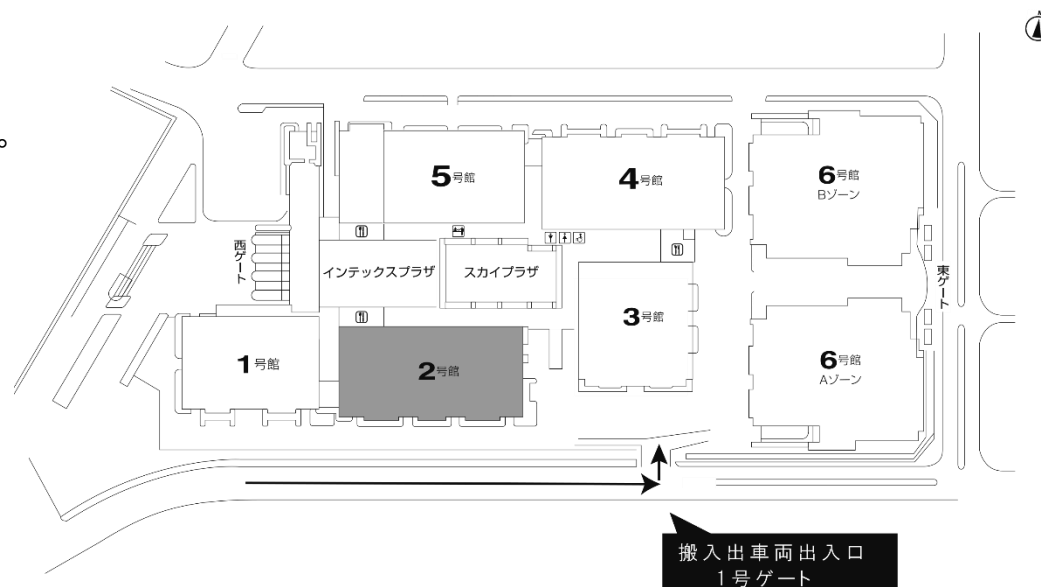 N
。
5号館
4号館
6号館
Bゾーン
西ゲート
インテックスプラザ
スカイプラザ
東ゲート
3号館
1号館
2号館
6号館
Aゾーン
搬入出車両出入口
1号ゲート